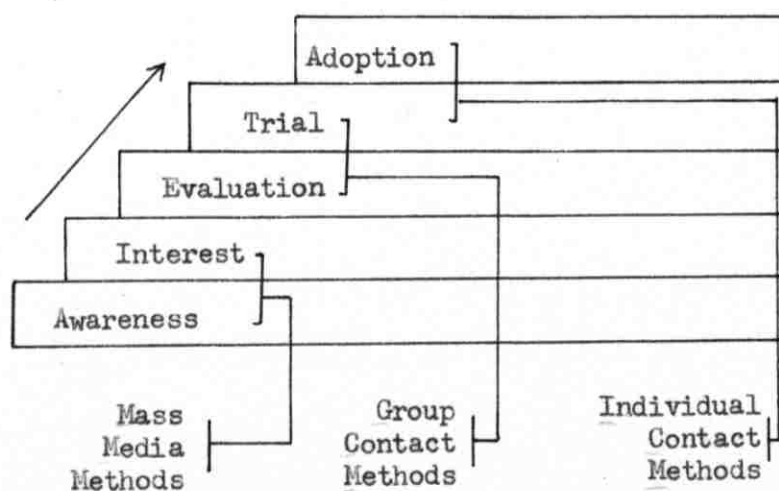 Adoption
Trial
Evaluation
Interest
Awareness
Mass
Media
Methods
Group
Contact
Methods
Individual
Contact
Methods